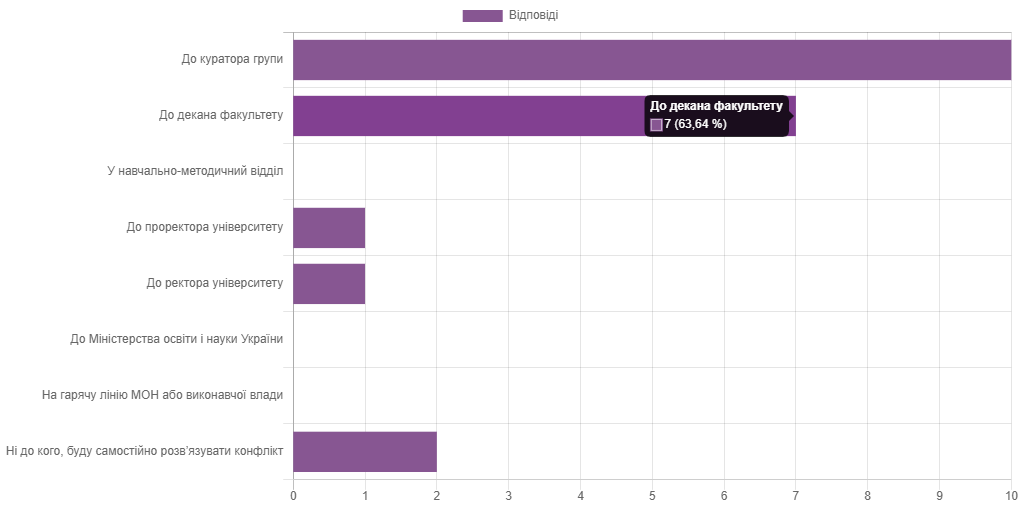 Відповіді
До куратора групи
До декана факультету
До декана факультету
7 (63,64 %)
У навчально-методичний відділ
До проректора університету
До ректора університету
До Міністерства освіти і науки України
На гарячу лінію МОН або виконавчої влади
Ні до кого, буду самостійно розв'язувати конфлікт
0 1 2 3 4 5 6 7 8 9 10